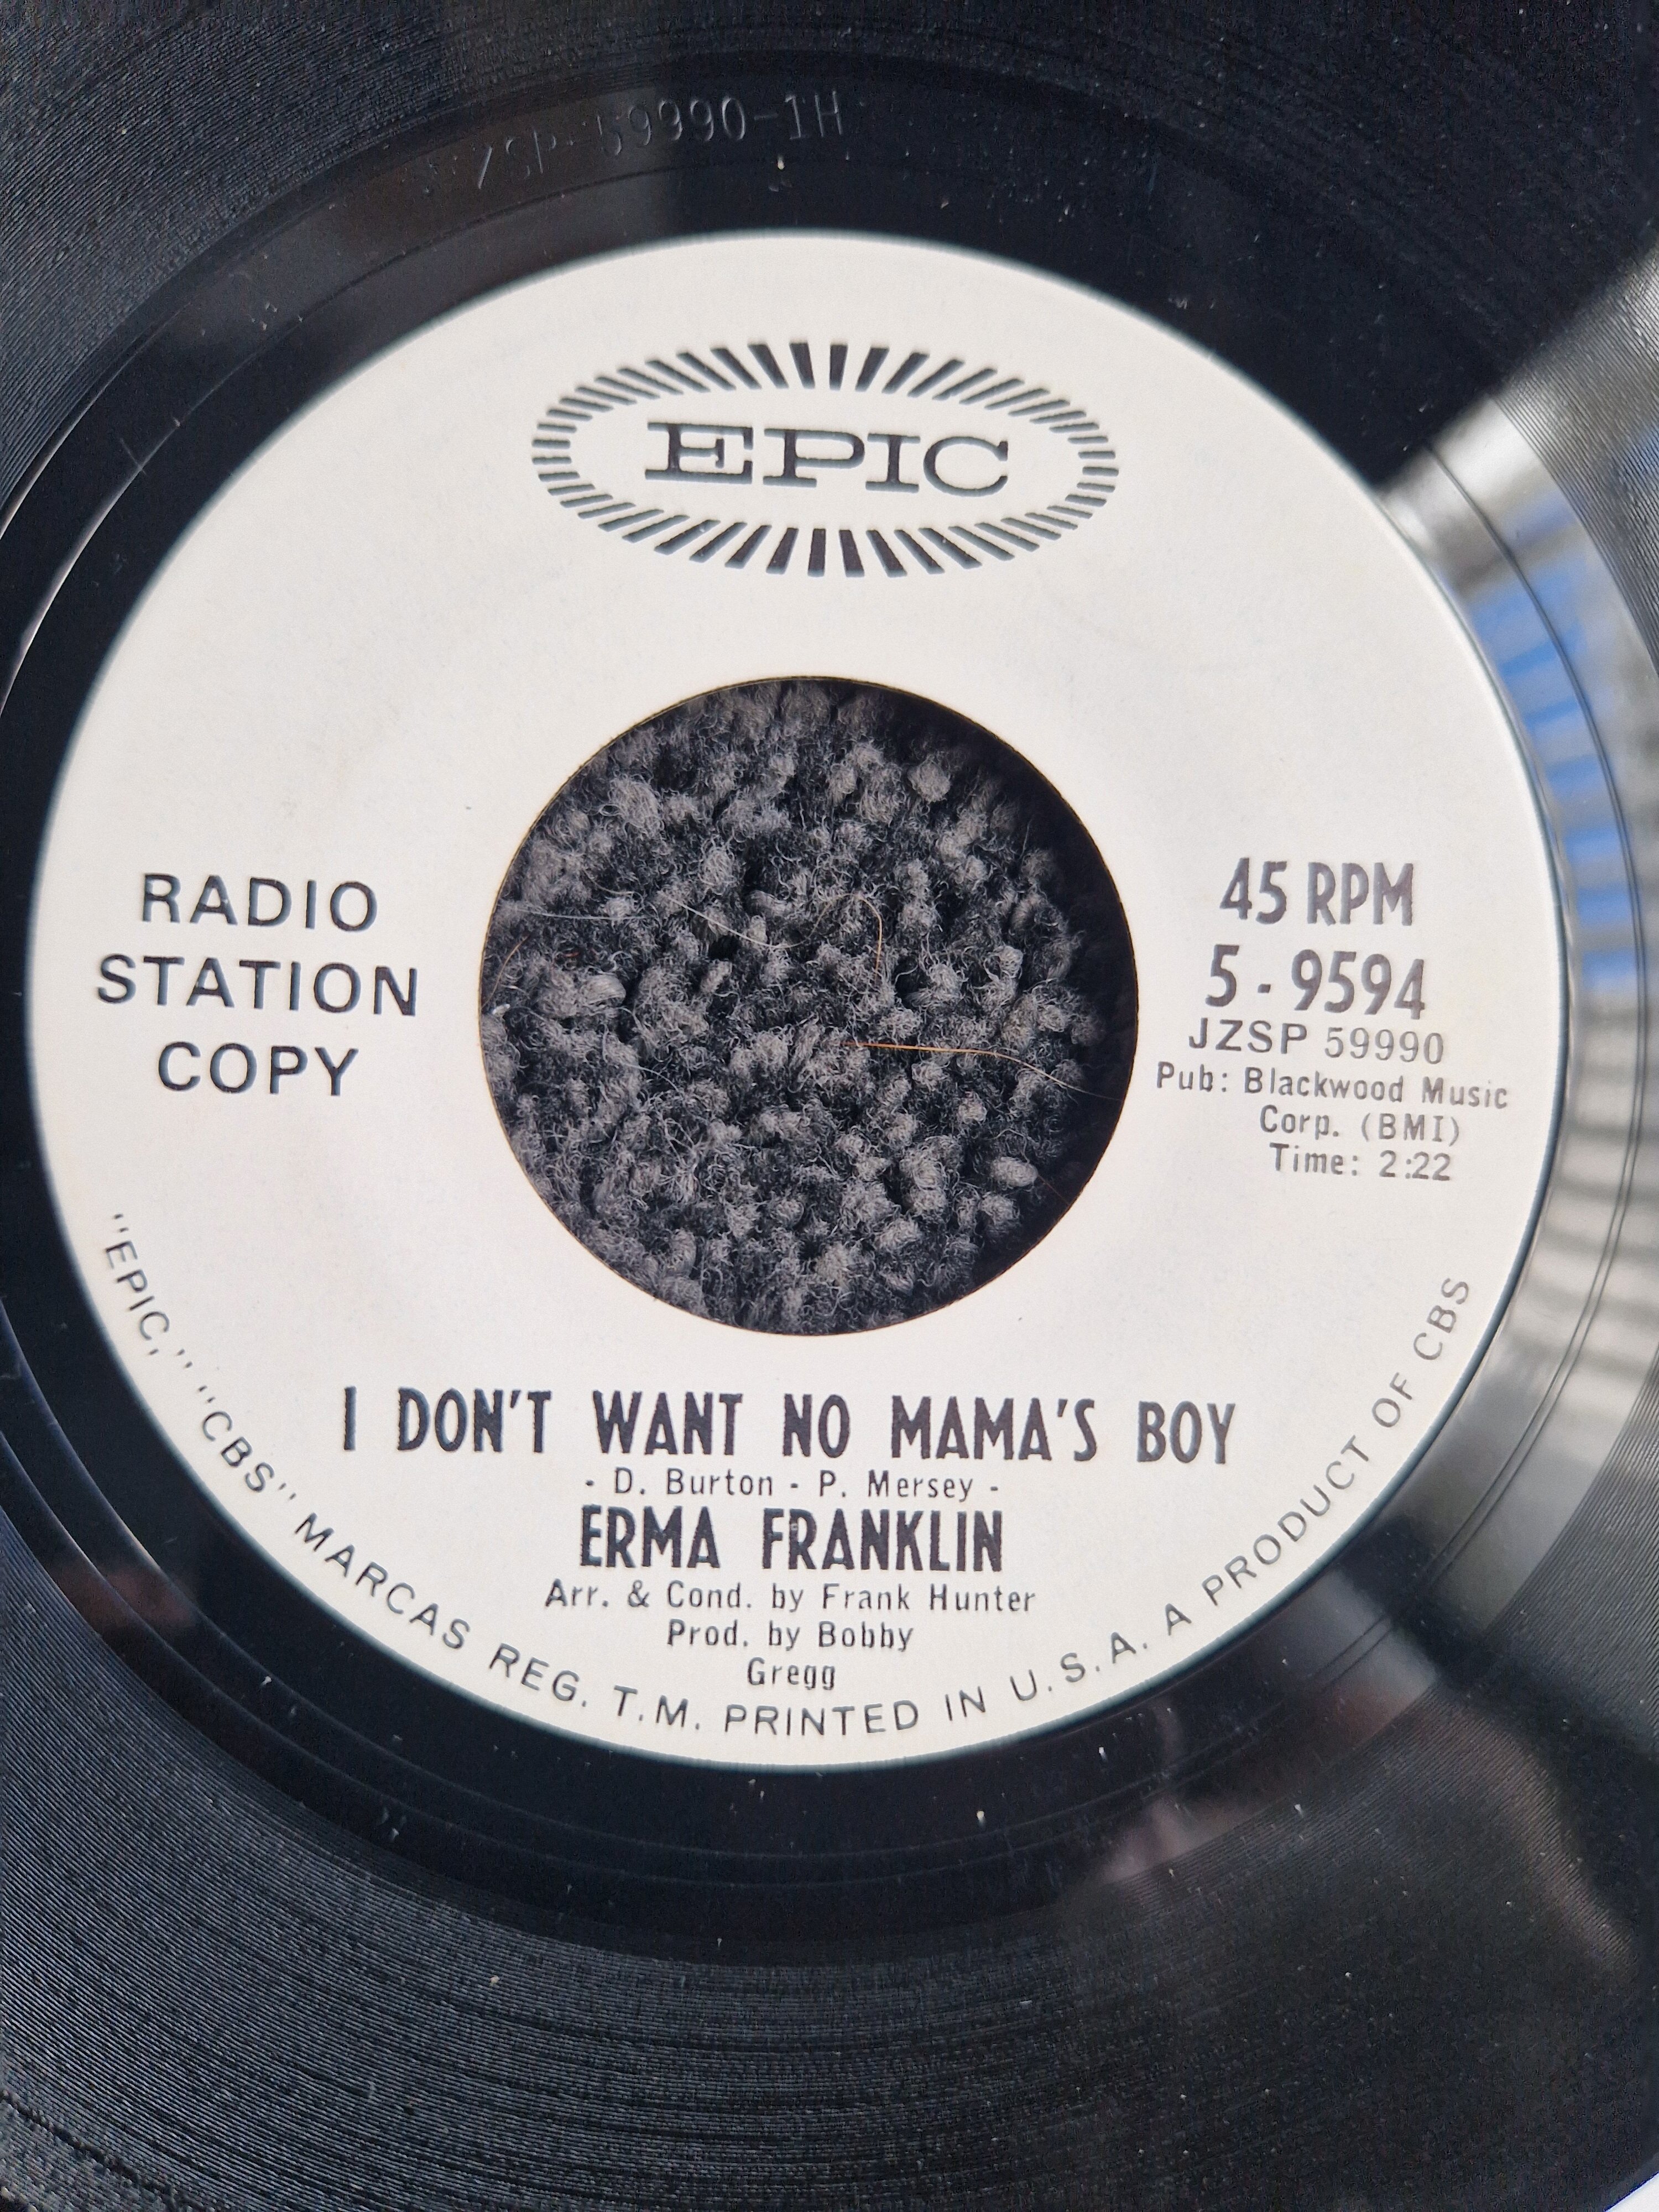 ZSP-59990-1H
EPIC
RADIO
STATION
COPY
45 RPM
5-9594
JZSP 59990
Pub: Blackwood Music
Corp. (BMI)
Time: 2:22
I DON'T WANT NO MAMA'S BOY
- D. Burton - P. Mersey -
ERMA FRANKLIN
Arr. & Cond. by Frank Hunter
Prod. by Bobby
Gregg
"EPIC," "CBS" MARCAS REG. T.M. PRINTED IN U.S.A. A PRODUCT OF CBS